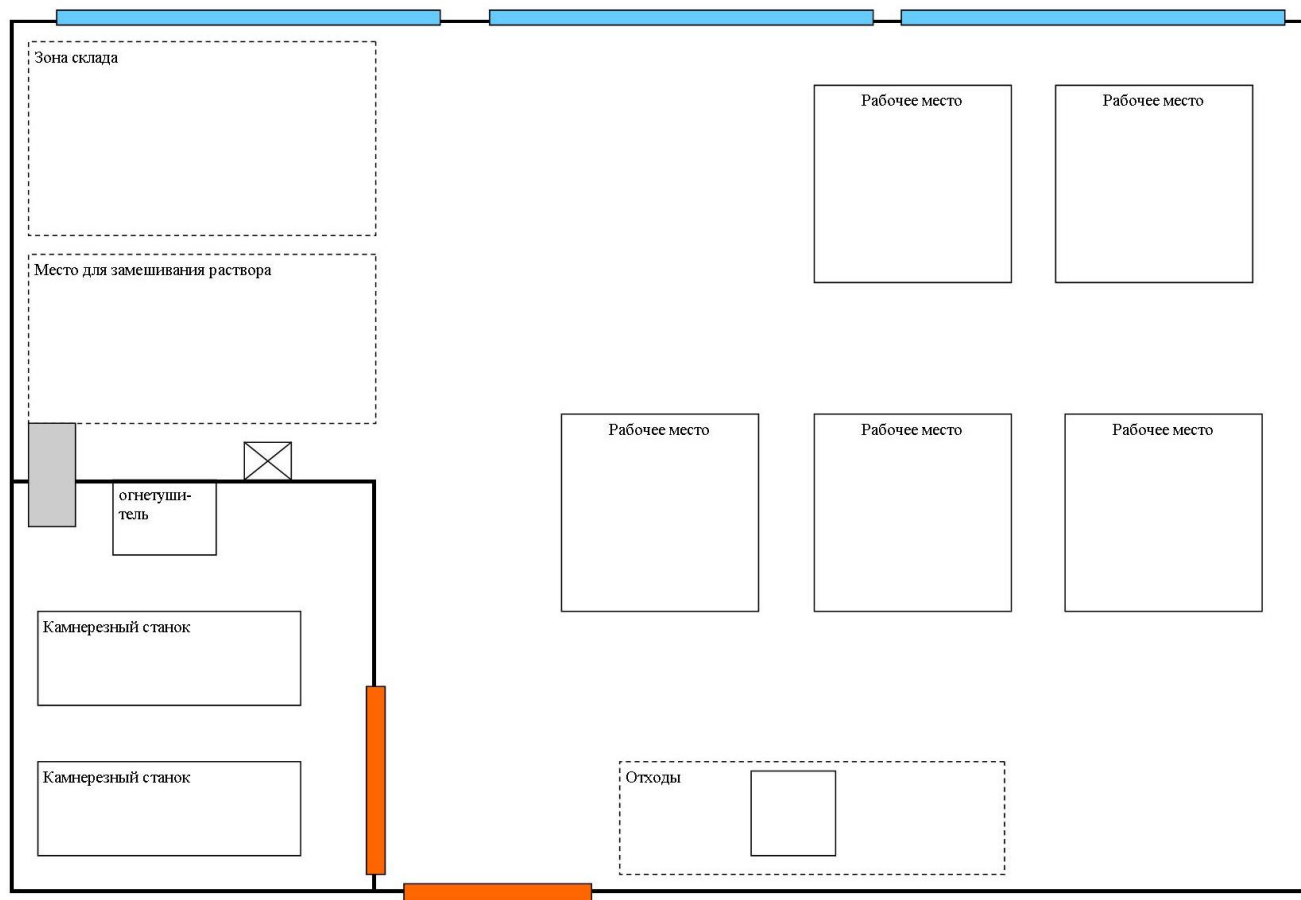 Зона склада
Рабочее место
Рабочее место
Место для замешивания раствора
Рабочее место
Рабочее место
Рабочее место
огнетуши-
тель
Камнерезный станок
Камнерезный станок
Отходы